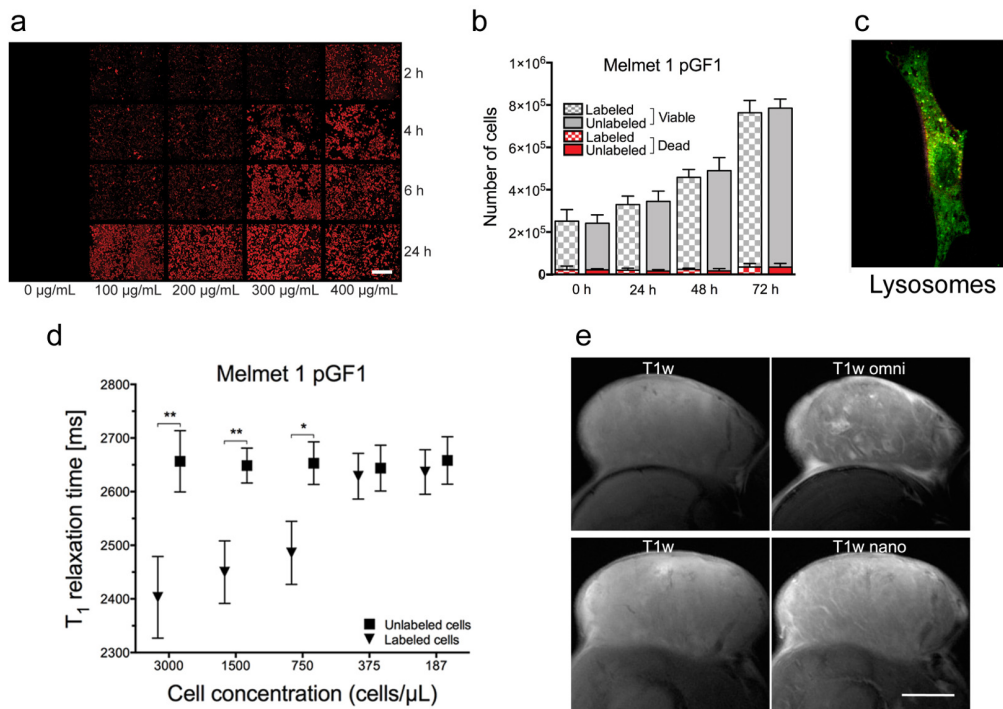 a
2 h
4 h
6 h
24 h
0 µg/mL 100 µg/mL 200 µg/mL 300 µg/mL 400 µg/mL
b
Melmet 1 pGF1
Number of cells
1×10⁶
8×10⁵
6×10⁵
4×10⁵
2×10⁵
0
Labeled
Unlabeled
Viable
Labeled
Unlabeled
Dead
0 h 24 h 48 h 72 h
c
Lysosomes
d
Melmet 1 pGF1
T₁ relaxation time [ms]
2800
2700
2600
2500
2400
2300
** ** *
Unlabeled cells
Labeled cells
3000 1500 750 375 187
Cell concentration (cells/µL)
e
T1w T1w omni
T1w T1w nano